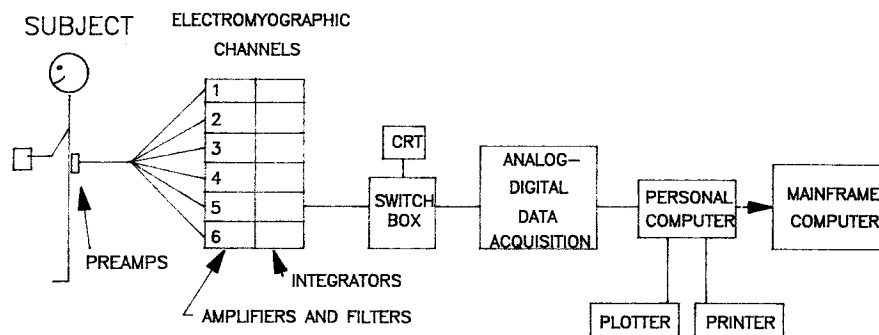 SUBJECT
ELECTROMYOGRAPHIC
CHANNELS
1
2
3
4
5
6
PREAMPS
INTEGRATORS
AMPLIFIERS AND FILTERS
CRT
SWITCH
BOX
ANALOG-
DIGITAL
DATA
ACQUISITION
PERSONAL
COMPUTER
MAINFRAME
COMPUTER
PLOTTER
PRINTER